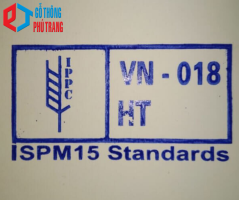 GỖ THÔNG
PHÚ TRANG
IPPC
VN - 018
HT
ISPM15 Standards